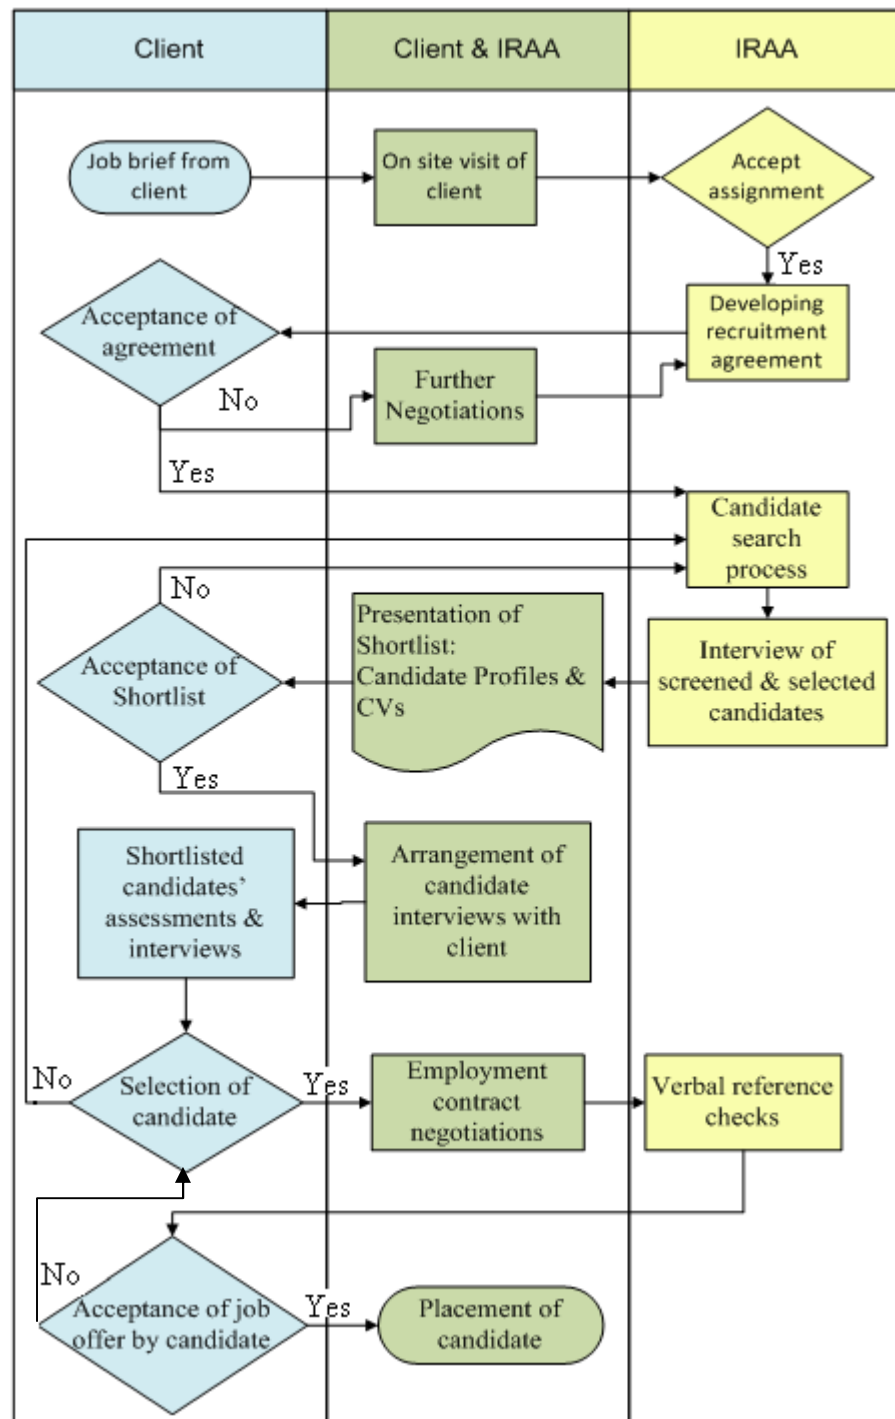 Client
Client & IRAA
IRAA
Job brief from
client
On site visit of
client
Accept
assignment
Yes
Developing
recruitment
agreement
Acceptance of
agreement
No
Further
Negotiations
Yes
Candidate
search
process
No
Interview of
screened & selected
candidates
Presentation of
Shortlist:
Candidate Profiles &
CVs
Acceptance of
Shortlist
Yes
Arrangement of
candidate
interviews with
client
Shortlisted
candidates’
assessments &
interviews
Selection of
candidate
No
Yes
Employment
contract
negotiations
Verbal reference
checks
Acceptance of job
offer by candidate
No
Yes
Placement of
candidate